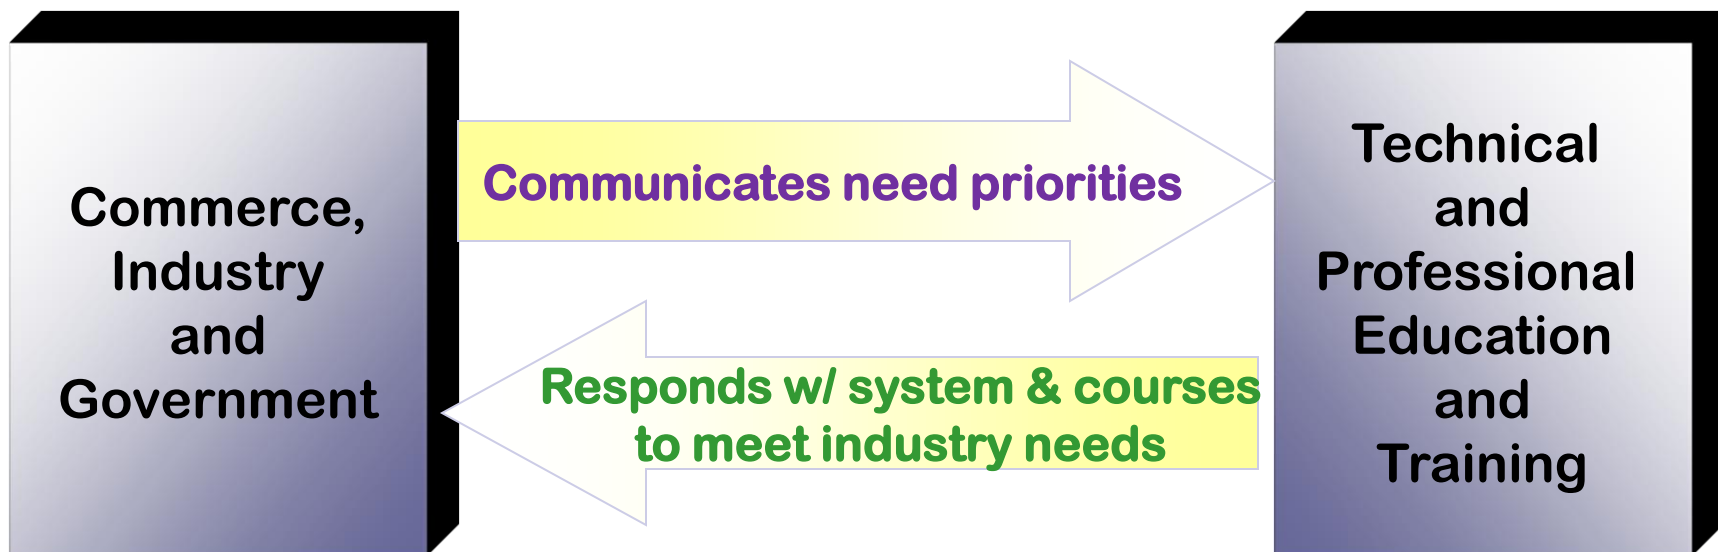 Commerce,
Industry
and
Government
Communicates need priorities
Responds w/ system & courses
to meet industry needs
Technical
and
Professional
Education
and
Training